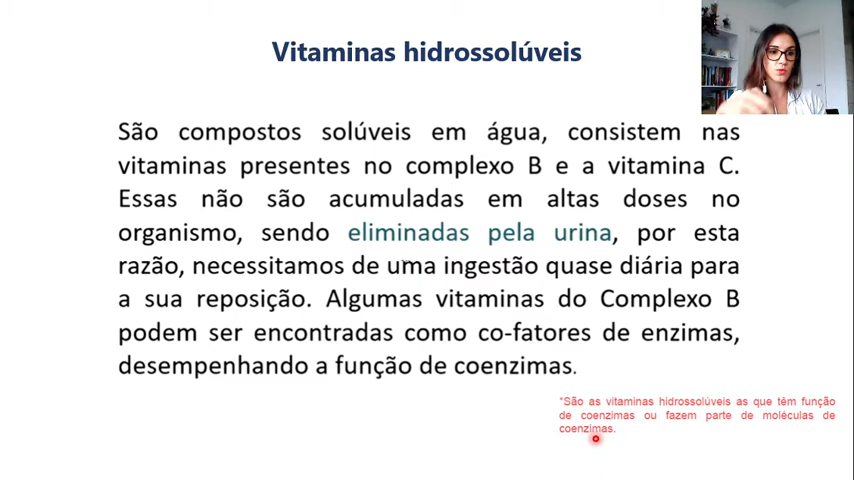 Vitaminas hidrossolúveis
São compostos solúveis em água, consistem nas
vitaminas presentes no complexo B e a vitamina C.
Essas não são acumuladas em altas doses no
organismo, sendo eliminadas pela urina, por esta
razão, necessitamos de uma ingestão quase diária para
a sua reposição. Algumas vitaminas do Complexo B
podem ser encontradas como co-fatores de enzimas,
desempenhando a função de coenzimas.
*São as vitaminas hidrossolúveis as que têm função
de coenzimas ou fazem parte de moléculas de
coenzimas.